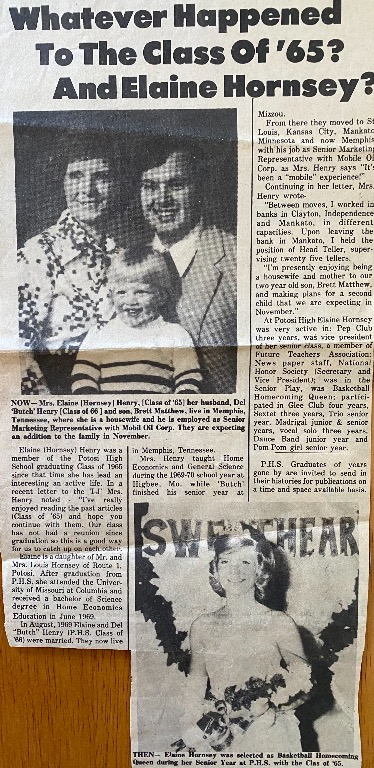 Whatever Happened
To The Class Of '65?
And Elaine Hornsey?
NOW— Mrs. Elaine (Hornsey) Henry, [Class of '65] her husband, Del
'Butch' Henry [Class of 66] and son, Brett Matthew, live in Memphis,
Tennessee, where she is a housewife and he is employed as Senior
Marketing Representative with Mobil Oil Corp. They are expecting
an addition to the family in November.
Elaine (Hornsey) Henry was a
member of the Potosi High
School graduating Class of 1965
since that time she has lead an
interesting an active life. In a
recent letter to the "I-J" Mrs.
Henry noted - "I've really
enjoyed reading the past articles
(Class of '65) and hope you
continue with them. Our class
has not had a reunion since
graduation so this is a good way
for us to catch up on each other.
Elaine is a daughter of Mr. and
Mrs. Louis Hornsey of Route 1,
Potosi. After graduation from
P.H.S. she attended the Univer-
sity of Missouri at Columbia and
received a bachelor of Science
degree in Home Economics
Education in June 1969.
In August, 1969 Elaine and Del
"Butch" Henry (P.H.S. Class of
'66) were married. They now live
in Memphis, Tennessee.
Mrs. Henry taught Home
Economics and General Science
during the 1969-70 school year at
Higbee, Mo. while "Butch"
finished his senior year at
Mizzou.
From there they moved to St
Louis, Kansas City, Mankato
Minnesota and now Memphis
with his job as Senior Marketing
Representative with Mobile Oi
Corp. as Mrs. Henry says "It's
been a "mobile" experience!"
Continuing in her letter, Mrs.
Henry wrote-
"Between moves, I worked in
banks in Clayton, Independence
and Mankato, in different
capacities. Upon leaving the
bank in Mankato, I held the
position of Head Teller, super-
vising twenty five tellers.
"I'm presently enjoying being
a housewife and mother to our
two year old son, Brett Matthew,
and making plans for a second
child that we are expecting in
November."
At Potosi High Elaine Hornsey
was very active in: Pep Club
three years, was vice president
of her senior class, a member of
Future Teachers Association;
News paper staff, National
Honor Society (Secretary and
Vice President); was in the
Senior Play, was Basketball
Homecoming Queen; partici-
pated in Glee Club four years,
Sextet three years, Trio senior
year, Madrigal junior & senior
years, vocal solo three years,
Dance Band junior year and
Pom Pom girl senior year.
P.H.S. Graduates of years
gone by are invited to send in
their histories for publications on
a time and space available basis.
SWEETHEAR
THEN— Elaine Hornsey was selected as Basketball Homecoming
Queen during her Senior Year at P.H.S. with the Clas of '65.